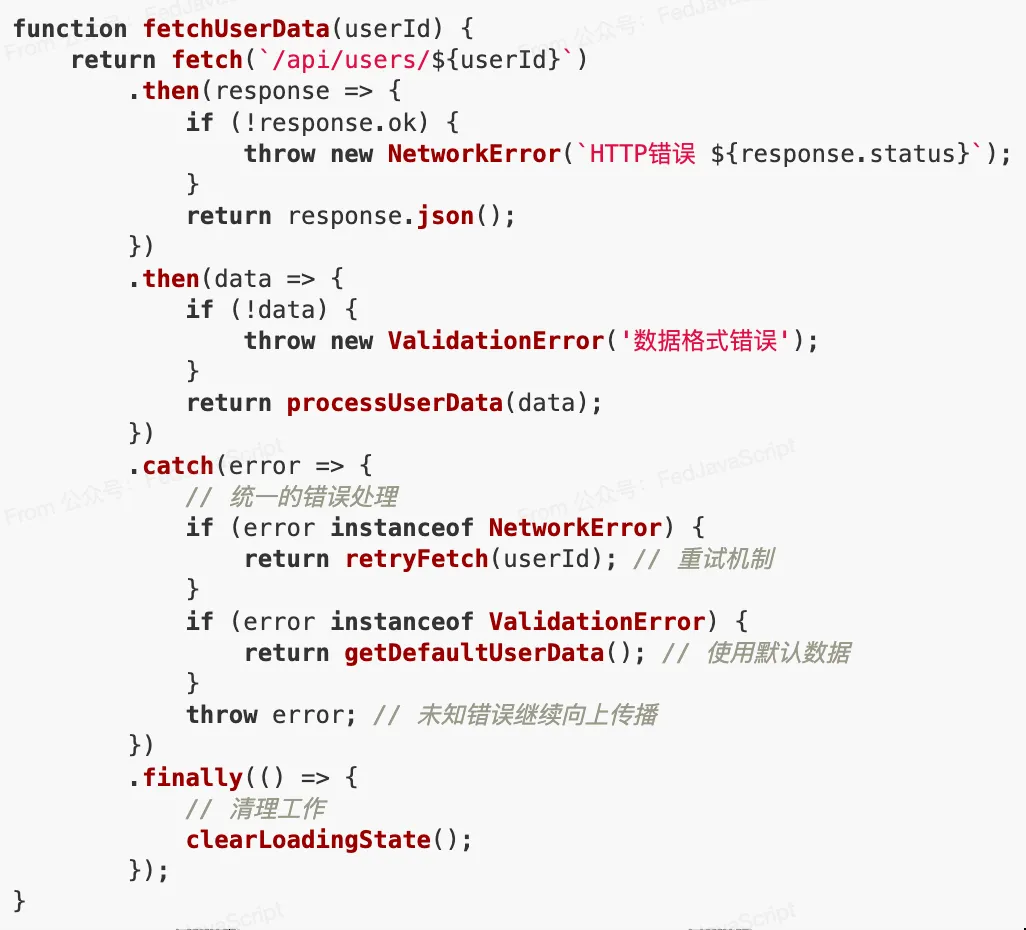 function fetchUserData(userId) {
    return fetch(`/api/users/${userId}`)
        .then(response => {
            if (!response.ok) {
                throw new NetworkError(`HTTP错误 ${response.status}`);
            }
            return response.json();
        })
        .then(data => {
            if (!data) {
                throw new ValidationError('数据格式错误');
            }
            return processUserData(data);
        })
        .catch(error => {
            // 统一的错误处理
            if (error instanceof NetworkError) {
                return retryFetch(userId); // 重试机制
            }
            if (error instanceof ValidationError) {
                return getDefaultUserData(); // 使用默认数据
            }
            throw error; // 未知错误继续向上传播
        })
        .finally(() => {
            // 清理工作
            clearLoadingState();
        });
}
From 公众号: FedJavaScript
From 公众号: FedJavaScript